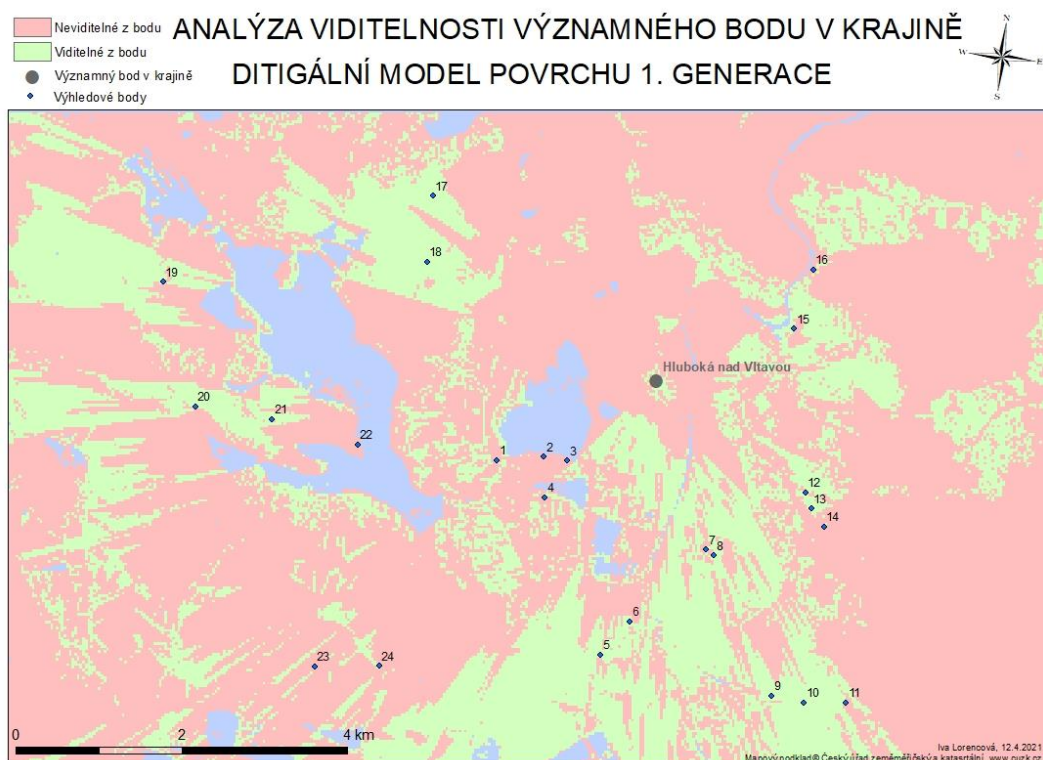 Neviditelné z bodu
Viditelné z bodu
Významný bod v krajině
Výhledové body
ANALÝZA VIDITELNOSTI VÝZNAMNÉHO BODU V KRAJINĚ
DITIGÁLNÍ MODEL POVRCHU 1. GENERACE
N
W
E
S
17
18
19
16
15
Hluboká nad Vltavou
20
21
22
1
2
3
4
12
13
14
7
8
6
5
23
24
9
10
11
0 2 4 km
Iva Lorencová, 12.4.2021
Mapový podklad® Český úřad zeměměřičský a katastrální, www.cuzk.cz